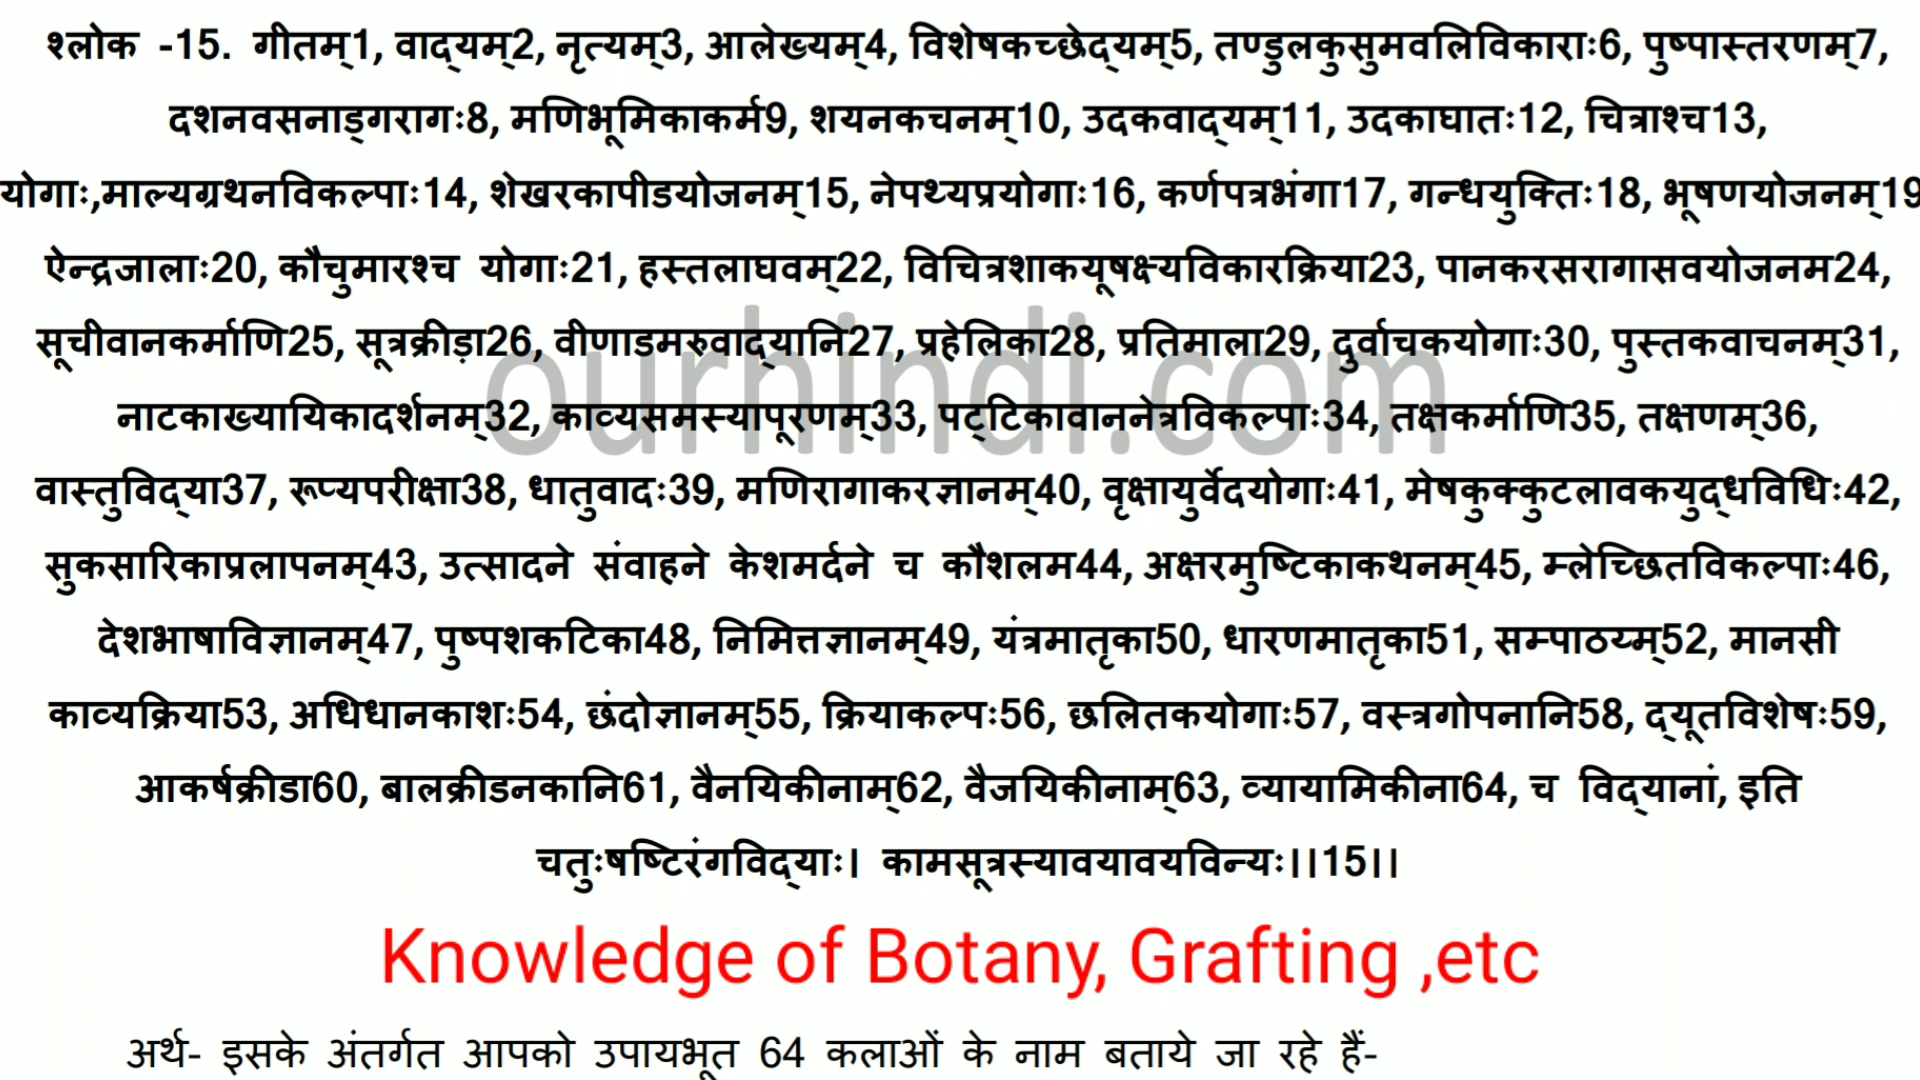 श्लोक -15. गीतम्1, वाद्‌यम्2, नृत्यम्3, आलेख्यम्4, विशेषकच्छेद्‌यम्5, तण्डुलकुसुमवलिविकाराः6, पुष्पास्तरणम्7,
दशनवसनाड्‌गरागः8, मणिभूमिकाकर्म9, शयनकचनम्10, उदकवाद्‌यम्11, उदकाघातः12, चित्राश्च13,
योगाः,माल्यग्रथनविकल्पाः14, शेखरकापीडयोजनम्15, नेपथ्यप्रयोगाः16, कर्णपत्रभंगा17, गन्धयुक्तिः18, भूषणयोजनम्19
ऐन्द्रजालाः20, कौचुमारश्च योगाः21, हस्तलाघवम्22, विचित्रशाकयूषक्ष्यविकारक्रिया23, पानकरसरागासवयोजनम24,
सूचीवानकर्माणि25, सूत्रक्रीड़ा26, वीणाडमरुवाद्‌यानि27, प्रहेलिका28, प्रतिमाला29, दुर्वाचकयोगाः30, पुस्तकवाचनम्31,
ourhindi.com
नाटकाख्यायिकादर्शनम्32, काव्यसमस्यापूरणम्33, पट्‌टिकावाननेत्रविकल्पाः34, तक्षकर्माणि35, तक्षणम्36,
वास्तुविद्‌या37, रूप्यपरीक्षा38, धातुवादः39, मणिरागाकरज्ञानम्40, वृक्षायुर्वेदयोगाः41, मेषकुक्कुटलावकयुद्‌धविधिः42,
सुकसारिकाप्रलापनम्43, उत्सादने संवाहने केशमर्दने च कौशलम44, अक्षरमुष्टिकाकथनम्45, म्लेच्छितविकल्पाः46,
देशभाषाविज्ञानम्47, पुष्पशकटिका48, निमित्तज्ञानम्49, यंत्रमातृका50, धारणमातृका51, सम्पाठय्म्52, मानसी
काव्यक्रिया53, अधिधानकाशः54, छंदोज्ञानम्55, क्रियाकल्पः56, छलितकयोगाः57, वस्त्रगोपनानि58, द्‌यूतविशेषः59,
आकर्षक्रीडा60, बालक्रीडनकानि61, वैनयिकीनाम्62, वैजयिकीनाम्63, व्यायामिकीना64, च विद्‌यानां, इति
चतुःषष्टिरंगविद्‌याः। कामसूत्रस्यावयावयविन्यः।।15।।
Knowledge of Botany, Grafting ,etc
अर्थ- इसके अंतर्गत आपको उपायभूत 64 कलाओं के नाम बताये जा रहे हैं-